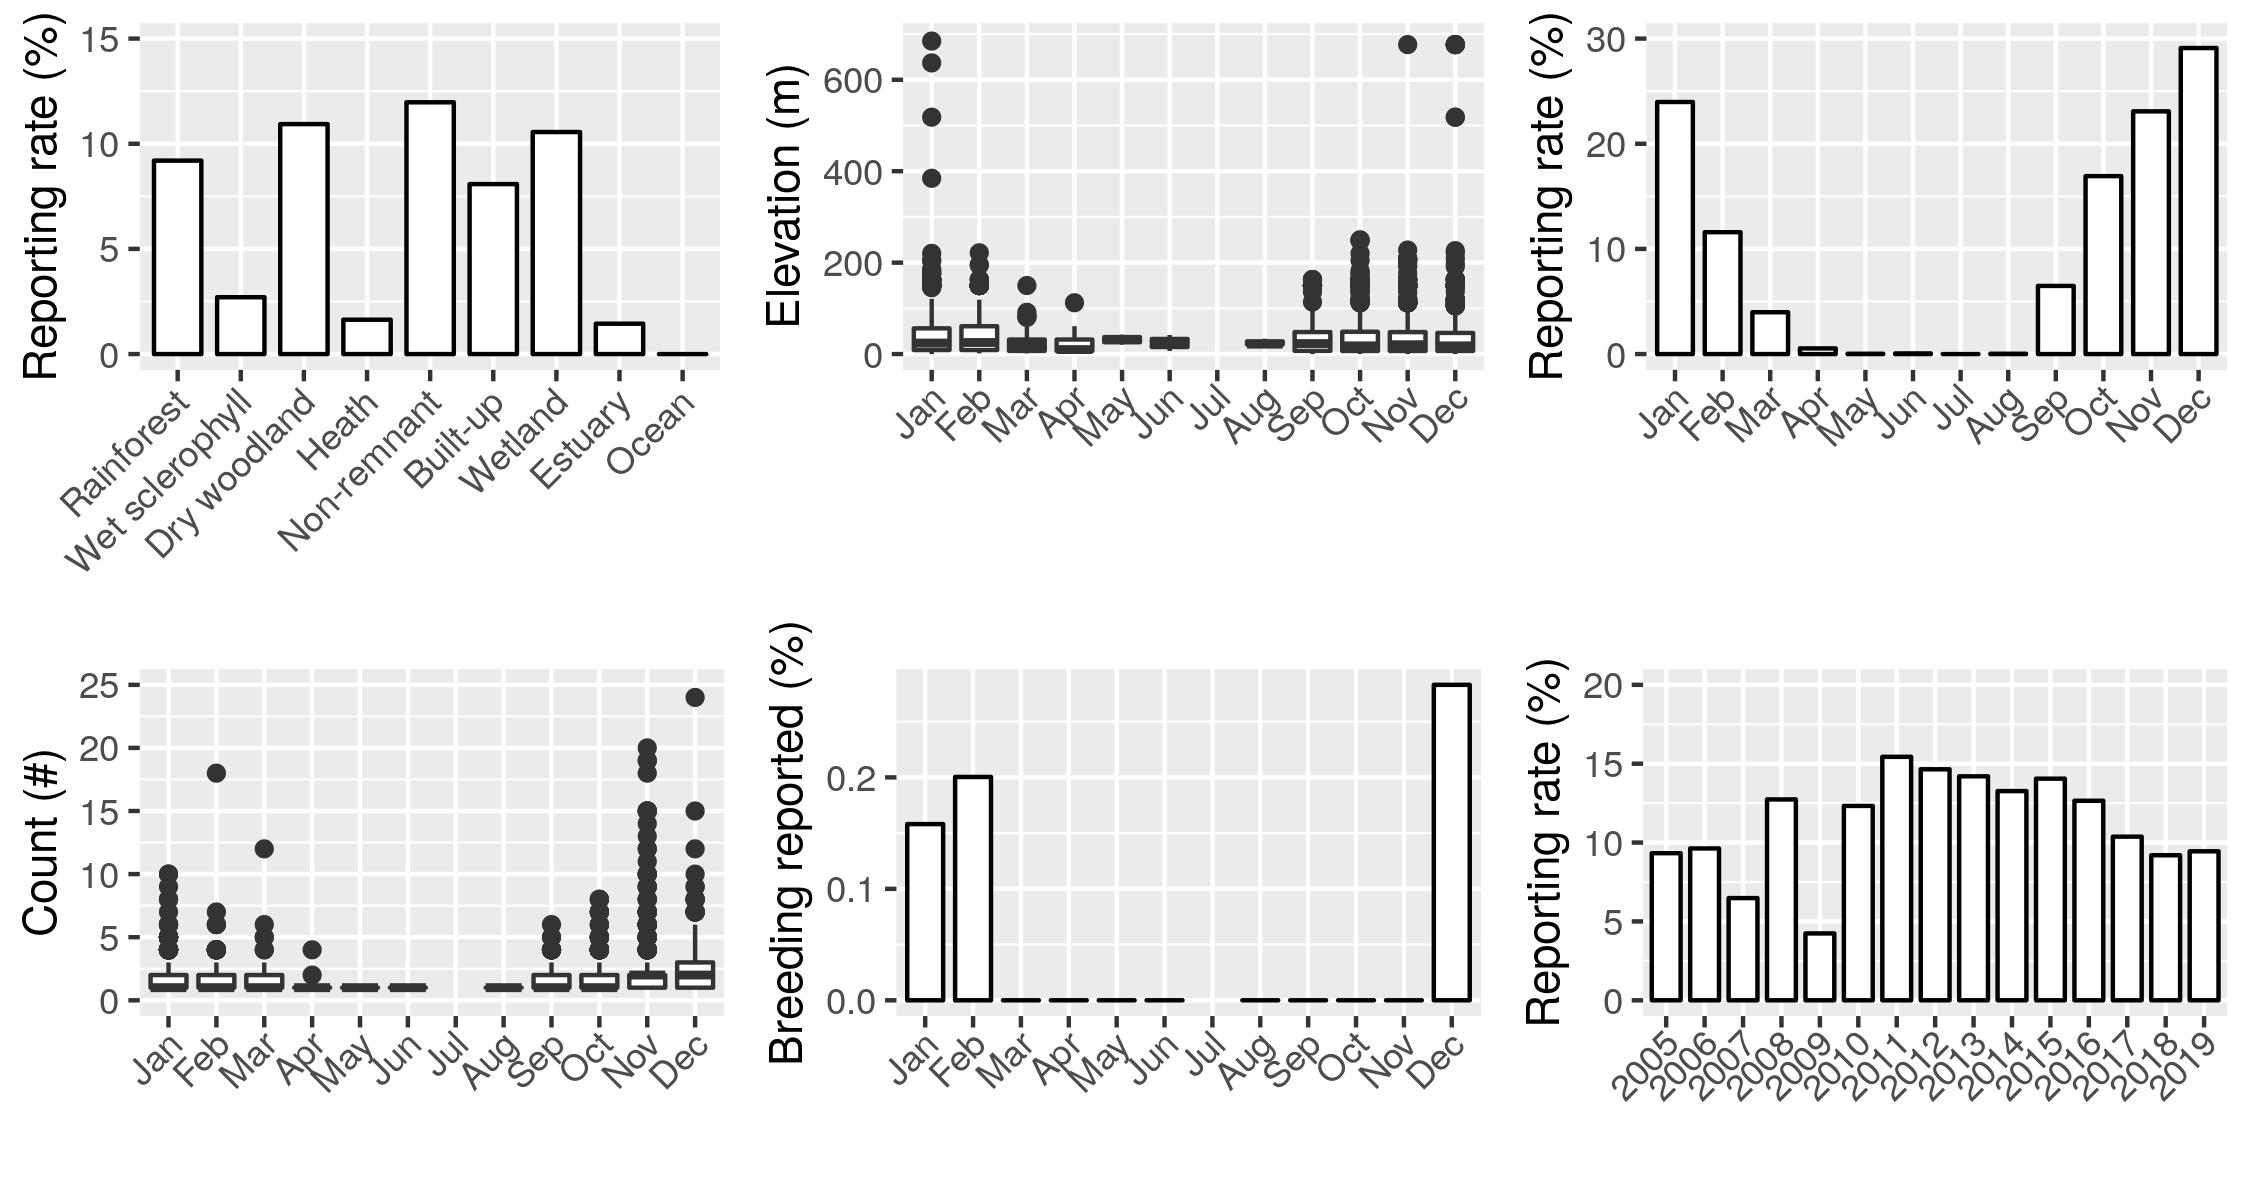 Reporting rate (%)
15
10
5
0
Rainforest
Wet sclerophyll
Dry woodland
Heath
Non-remnant
Built-up
Wetland
Estuary
Ocean
Elevation (m)
600
400
200
0
Jan
Feb
Mar
Apr
May
Jun
Jul
Aug
Sep
Oct
Nov
Dec
Reporting rate (%)
30
20
10
0
Jan
Feb
Mar
Apr
May
Jun
Jul
Aug
Sep
Oct
Nov
Dec
Count (#)
25
20
15
10
5
0
Jan
Feb
Mar
Apr
May
Jun
Jul
Aug
Sep
Oct
Nov
Dec
Breeding reported (%)
0.2
0.1
0.0
Jan
Feb
Mar
Apr
May
Jun
Jul
Aug
Sep
Oct
Nov
Dec
Reporting rate (%)
20
15
10
5
0
2005
2006
2007
2008
2009
2010
2011
2012
2013
2014
2015
2016
2017
2018
2019